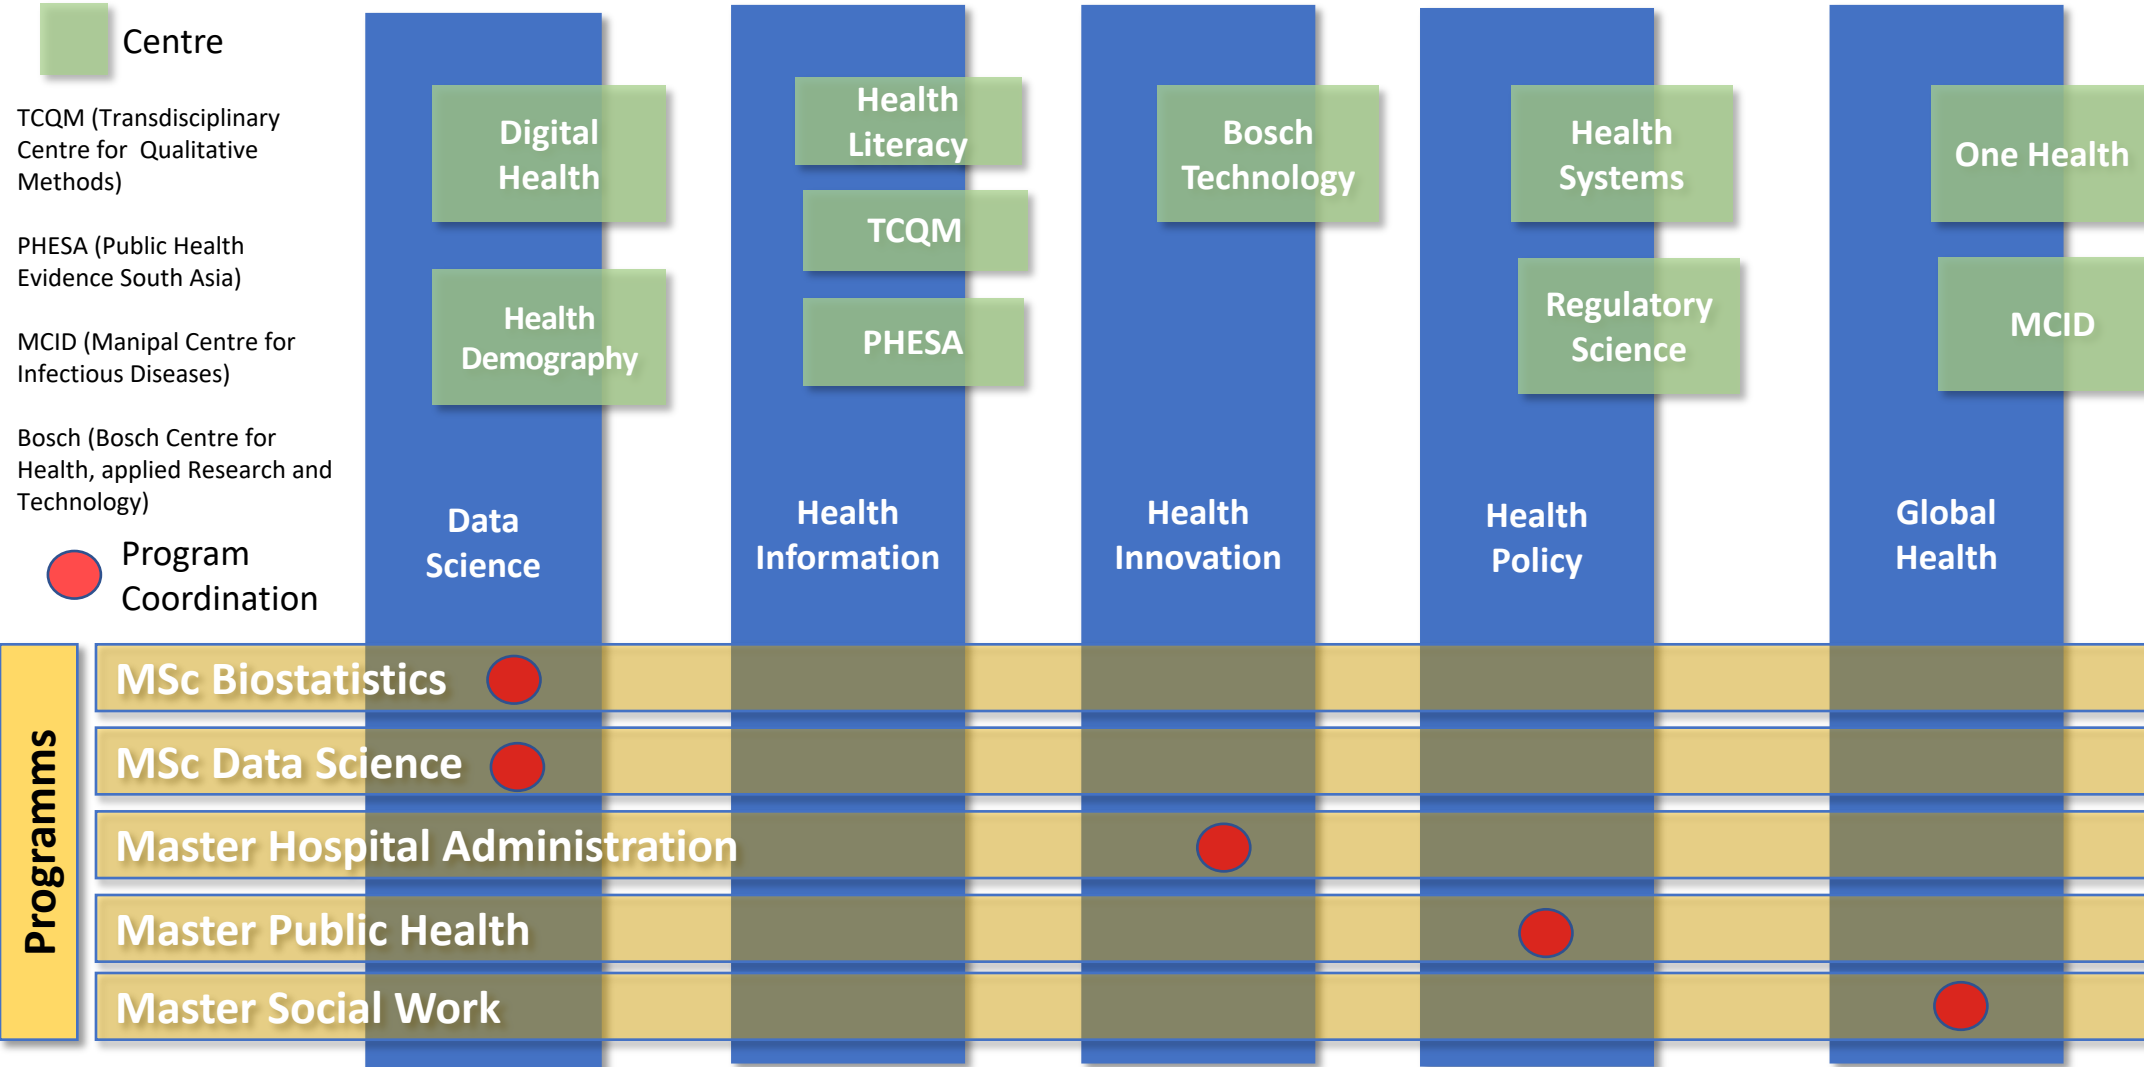 Centre
TCQM (Transdisciplinary
Centre for Qualitative
Methods)
PHESA (Public Health
Evidence South Asia)
MCID (Manipal Centre for
Infectious Diseases)
Bosch (Bosch Centre for
Health, applied Research and
Technology)
Program
Coordination
Digital
Health
Health
Demography
Data
Science
Health
Literacy
TCQM
PHESA
Health
Information
Bosch
Technology
Health
Innovation
Health
Systems
Regulatory
Science
Health
Policy
One Health
MCID
Global
Health
Programms
MSc Biostatistics
MSc Data Science
Master Hospital Administration
Master Public Health
Master Social Work